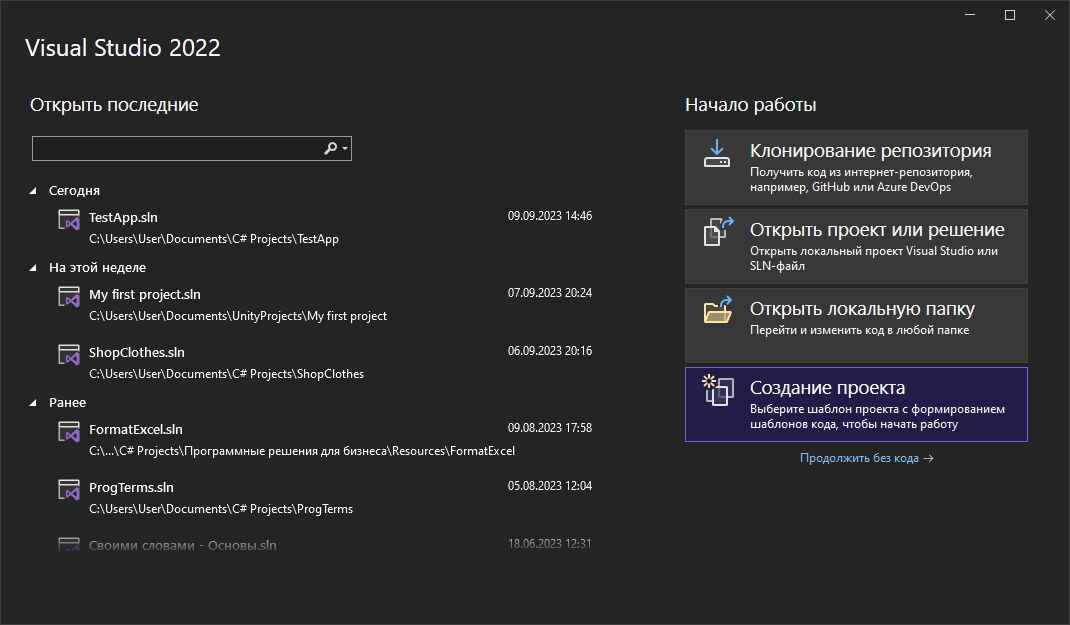 Visual Studio 2022
Открыть последние
Сегодня
TestApp.sln
09.09.2023 14:46
C:\Users\User\Documents\C# Projects\TestApp
На этой неделе
My first project.sln
07.09.2023 20:24
C:\Users\User\Documents\UnityProjects\My first project
ShopClothes.sln
06.09.2023 20:16
C:\Users\User\Documents\C# Projects\ShopClothes
Ранее
FormatExcel.sln
09.08.2023 17:58
C:\...\C# Projects\Программные решения для бизнеса\Resources\FormatExcel
ProgTerms.sln
05.08.2023 12:04
C:\Users\User\Documents\C# Projects\ProgTerms
Своими словами - Основы.sln
18.06.2023 12:31
Начало работы
Клонирование репозитория
Получить код из интернет-репозитория,
например, GitHub или Azure DevOps
Открыть проект или решение
Открыть локальный проект Visual Studio или
SLN-файл
Открыть локальную папку
Перейти и изменить код в любой папке
Создание проекта
Выберите шаблон проекта с формированием
шаблонов кода, чтобы начать работу
Продолжить без кода →